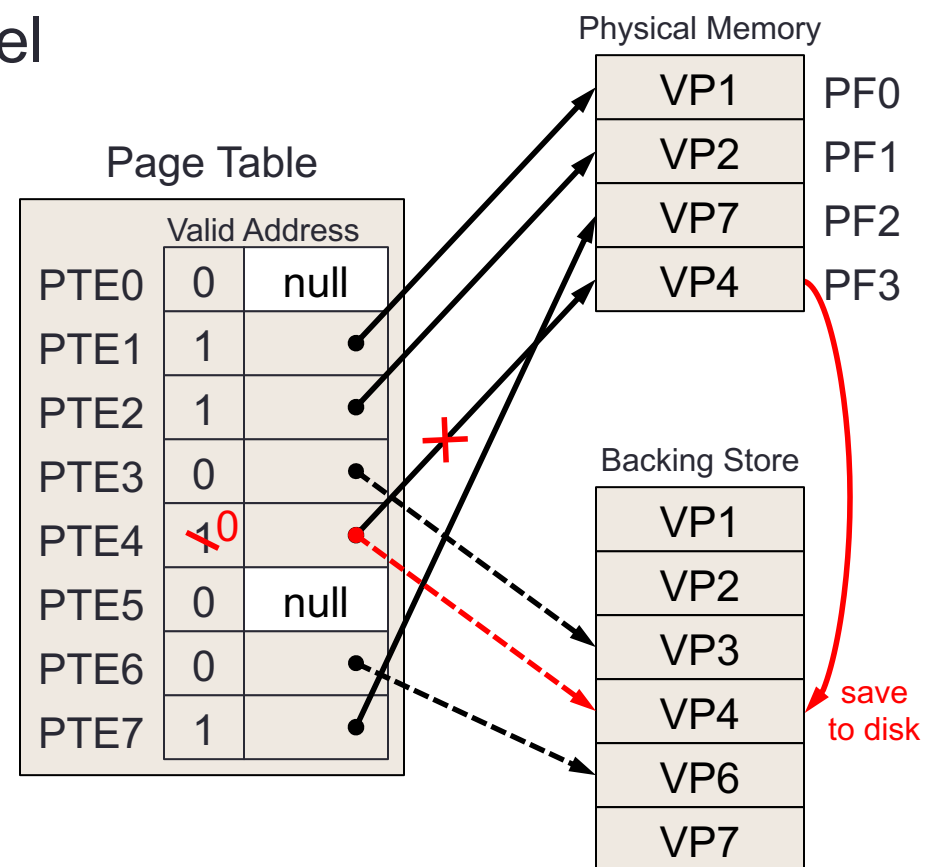 el
Page Table
Valid Address
PTE0 0 null
PTE1 1
PTE2 1
PTE3 0
PTE4 1 0
PTE5 0 null
PTE6 0
PTE7 1
Physical Memory
VP1 PF0
VP2 PF1
VP7 PF2
VP4 PF3
Backing Store
VP1
VP2
VP3
VP4
VP6
VP7
save
to disk